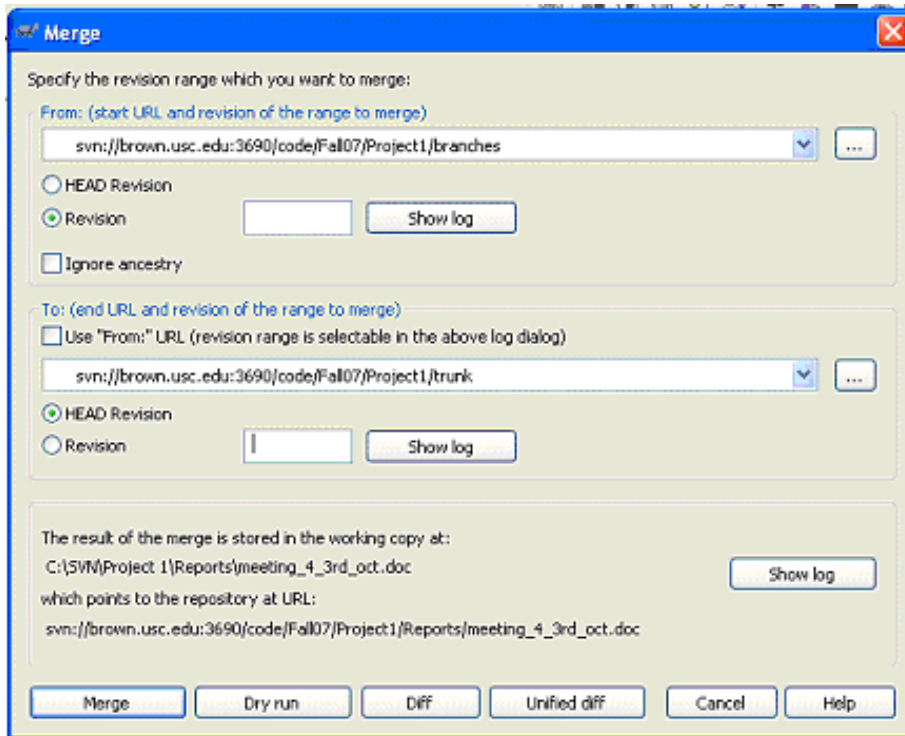 Merge
Specify the revision range which you want to merge:
From: (start URL and revision of the range to merge)
svn://brown.usc.edu:3690/code/Fall07/Project1/branches
...
HEAD Revision
Revision
Show log
Ignore ancestry
To: (end URL and revision of the range to merge)
Use "From:" URL (revision range is selectable in the above log dialog)
svn://brown.usc.edu:3690/code/Fall07/Project1/trunk
...
HEAD Revision
Revision
Show log
The result of the merge is stored in the working copy at:
C:\SVN\Project 1\Reports\meeting_4_3rd_oct.doc
Show log
which points to the repository at URL:
svn://brown.usc.edu:3690/code/Fall07/Project1/Reports/meeting_4_3rd_oct.doc
Merge Dry run Diff Unified diff Cancel Help